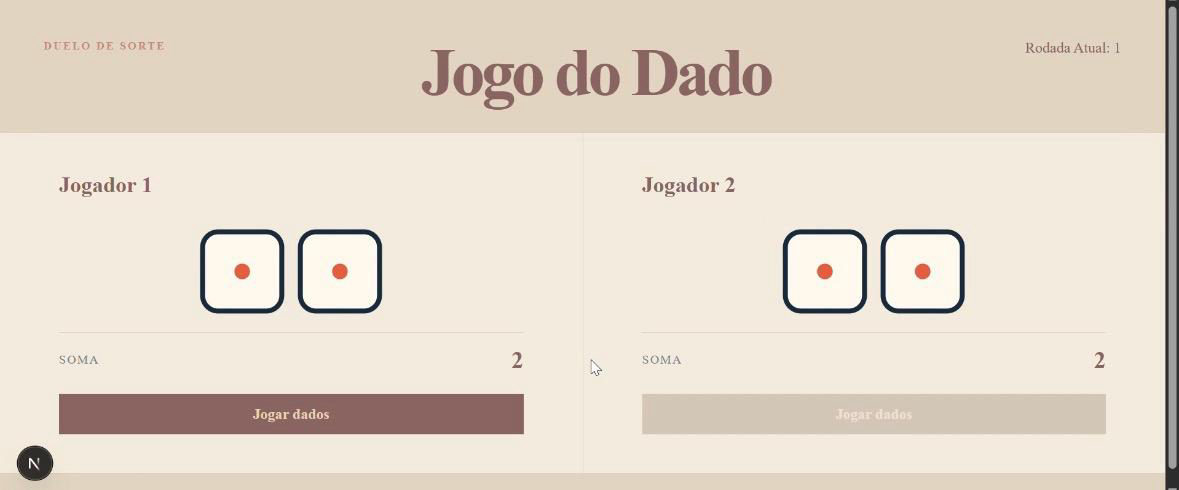 DUELO DE SORTE
Jogo do Dado
Rodada Atual: 1
Jogador 1
Jogador 2
SOMA
2
SOMA
2
Jogar dados
Jogar dados
N